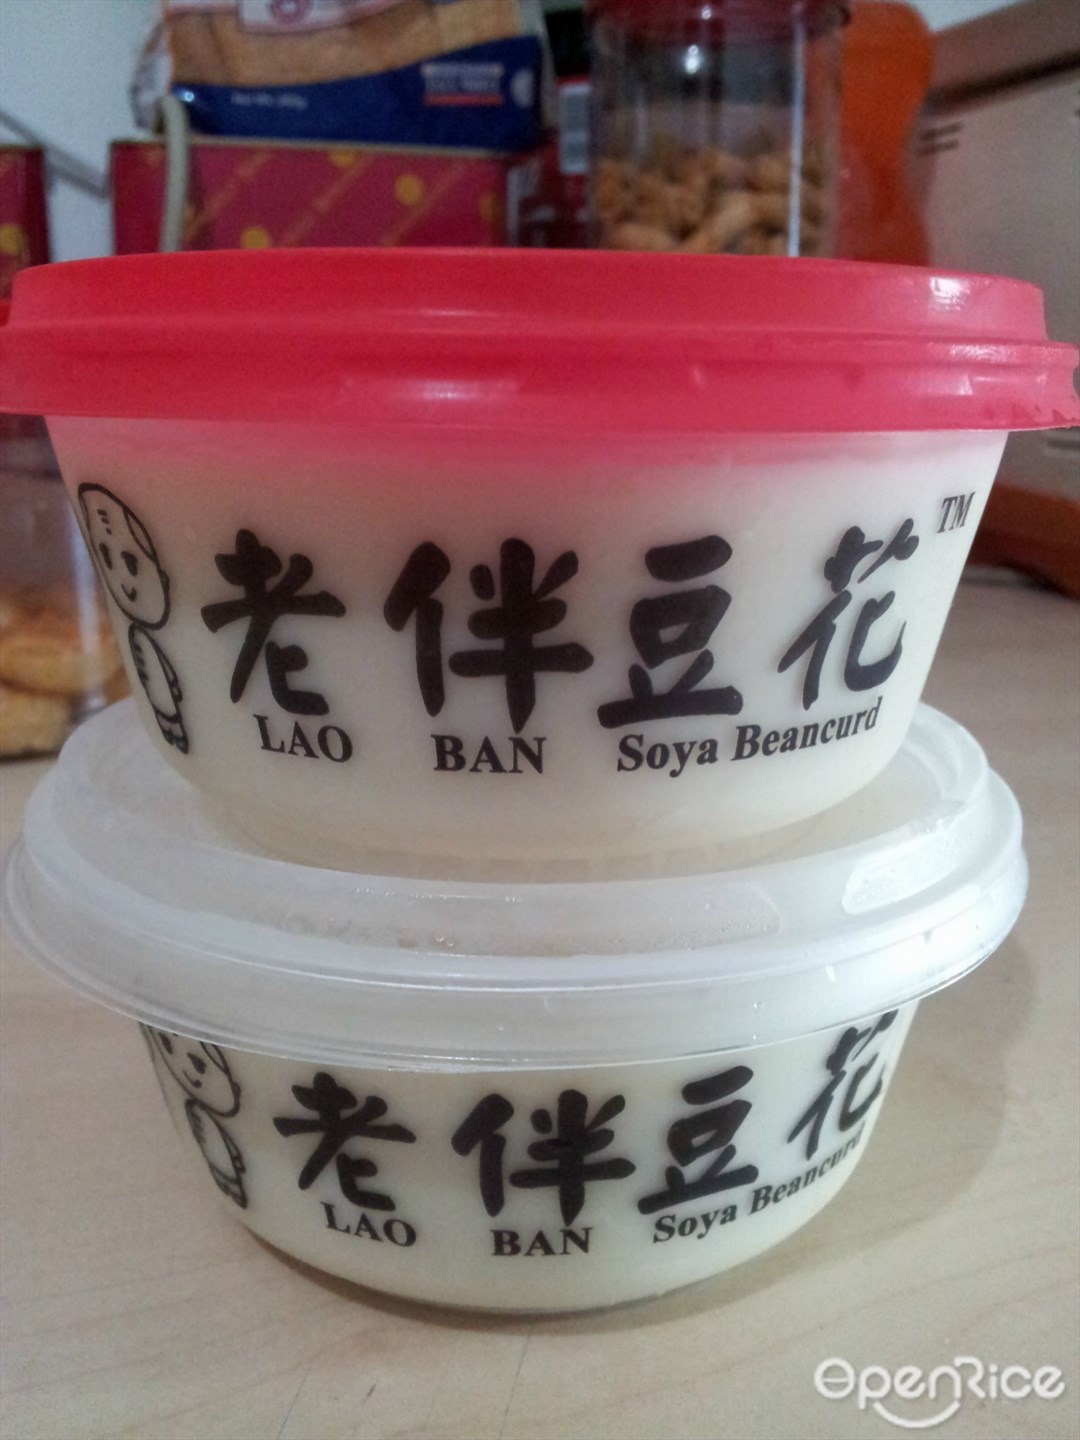 老伴豆花 TM
LAO BAN Soya Beancurd
老伴豆花
LAO BAN Soya Beancurd
OpenRice